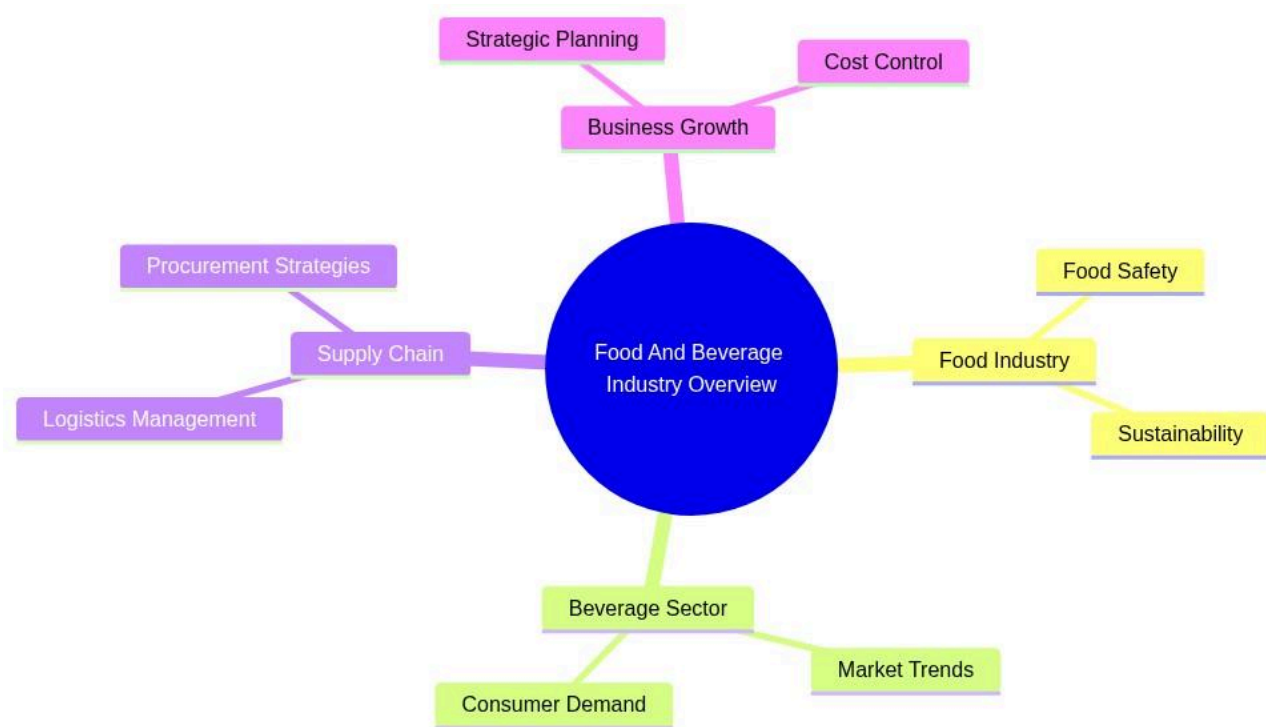 Strategic Planning
Cost Control
Business Growth
Procurement Strategies
Food Safety
Supply Chain
Food And Beverage
Industry Overview
Food Industry
Logistics Management
Sustainability
Beverage Sector
Market Trends
Consumer Demand